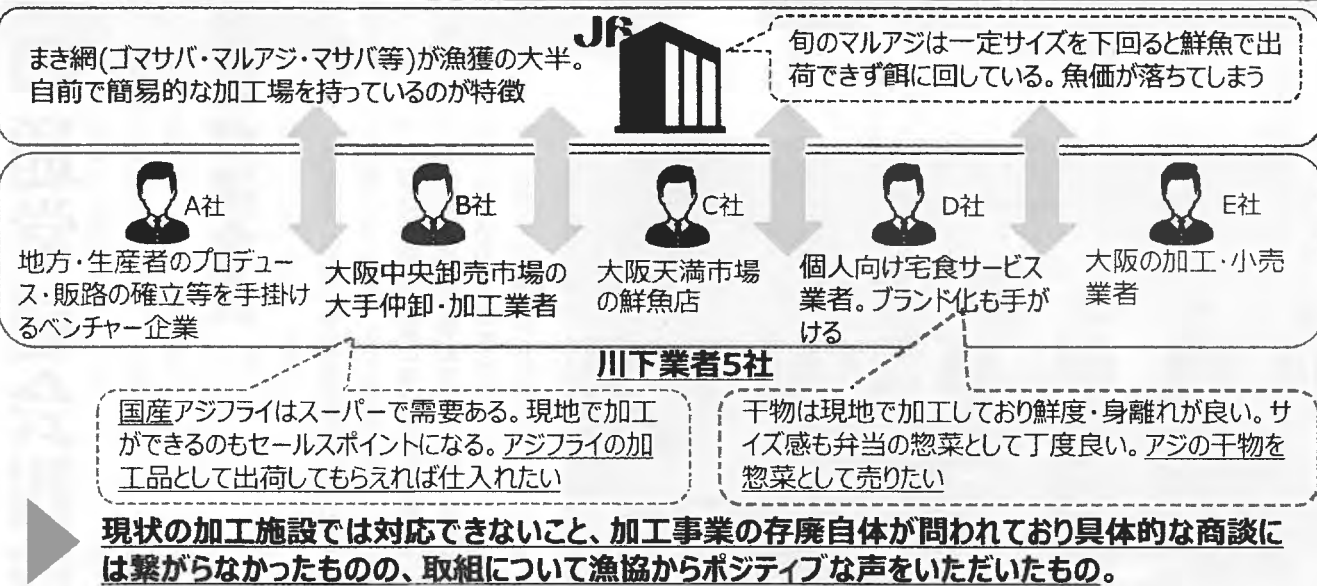 JF
まき網(ゴマサバ・マルアジ・マサバ等)が漁獲の大半。
自前で簡易的な加工場を持っているのが特徴
旬のマルアジは一定サイズを下回ると鮮魚で出
荷できず餌に回している。魚価が落ちてしまう
A社
地方・生産者のプロデュー
ス・販路の確立等を手掛け
るベンチャー企業
B社
大阪中央卸売市場の
大手仲卸・加工業者
C社
大阪天満市場
の鮮魚店
D社
個人向け宅食サービス
業者。ブランド化も手が
ける
E社
大阪の加工・小売
業者
川下業者5社
国産アジフライはスーパーで需要ある。現地で加工
ができるのもセールスポイントになる。アジフライの加
工品として出荷してもらえれば仕入れたい
干物は現地で加工しており鮮度・身離れが良い。サ
イズ感も弁当の惣菜として丁度良い。アジの干物を
惣菜として売りたい
現状の加工施設では対応できないこと、加工事業の存廃自体が問われており具体的な商談に
は繋がらなかったものの、取組について漁協からポジティブな声をいただいたもの。